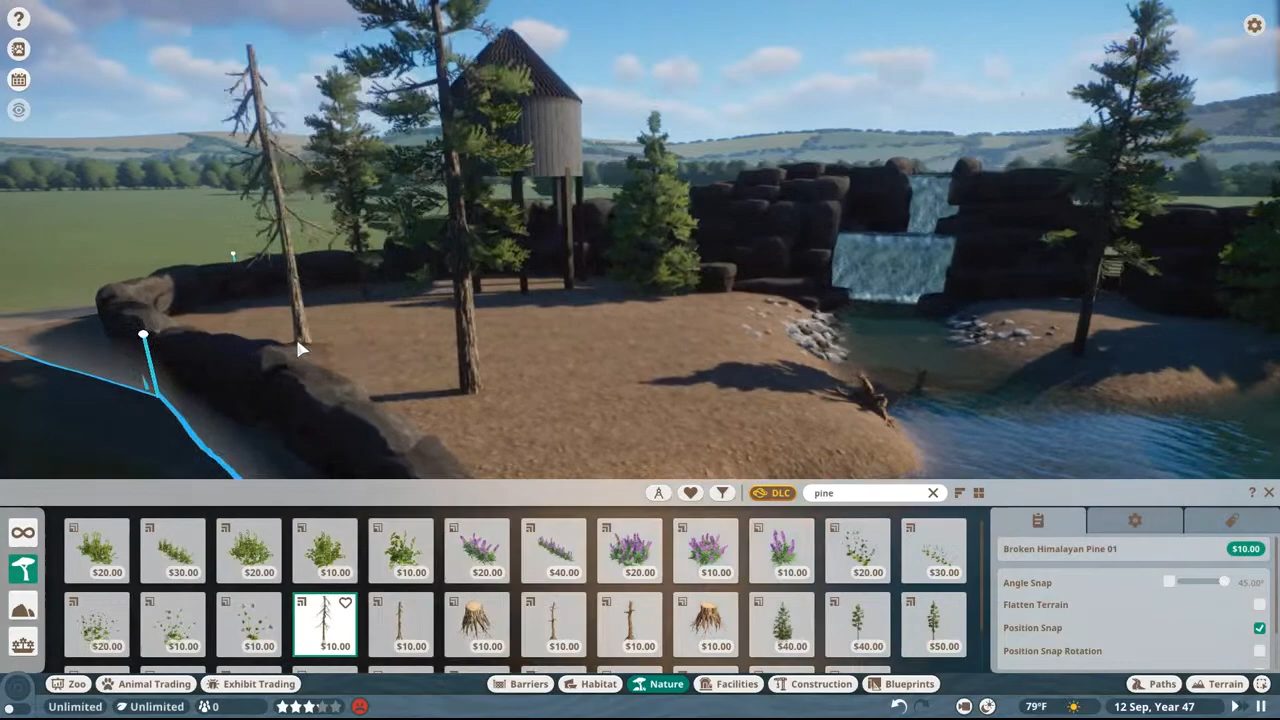 ?
DLC
pine
?
$20.00 $30.00 $20.00 $10.00 $10.00 $20.00 $40.00 $20.00 $10.00 $10.00 $20.00 $30.00
$20.00 $10.00 $10.00 $10.00 $10.00 $10.00 $10.00 $10.00 $10.00 $40.00 $40.00 $50.00
Broken Himalayan Pine 01 $10.00
Angle Snap 45.00°
Flatten Terrain
Position Snap
Position Snap Rotation
Zoo Animal Trading Exhibit Trading Barriers Habitat Nature Facilities Construction Blueprints Paths Terrain
Unlimited Unlimited 0 79°F 12 Sep, Year 47